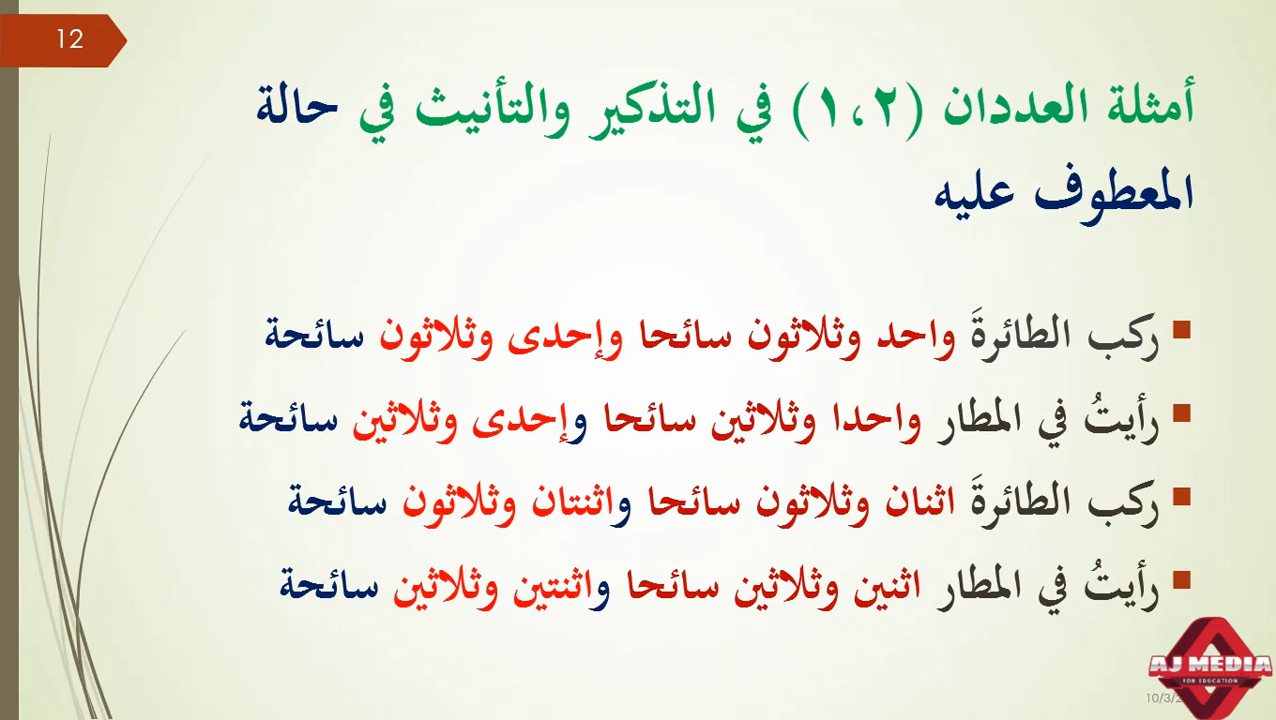 12
أمثلة العددان (١،٢) في التذكير والتأنيث في حالة
المعطوف عليه
ركب الطائرةَ واحد وثلاثون سائحا وإحدى وثلاثون سائحة
رأيتُ في المطار واحدا وثلاثين سائحا وإحدى وثلاثين سائحة
ركب الطائرةَ اثنان وثلاثون سائحا واثنتان وثلاثون سائحة
رأيتُ في المطار اثنين وثلاثين سائحا واثنتين وثلاثين سائحة
AJ MEDIA
FOR EDUCATION